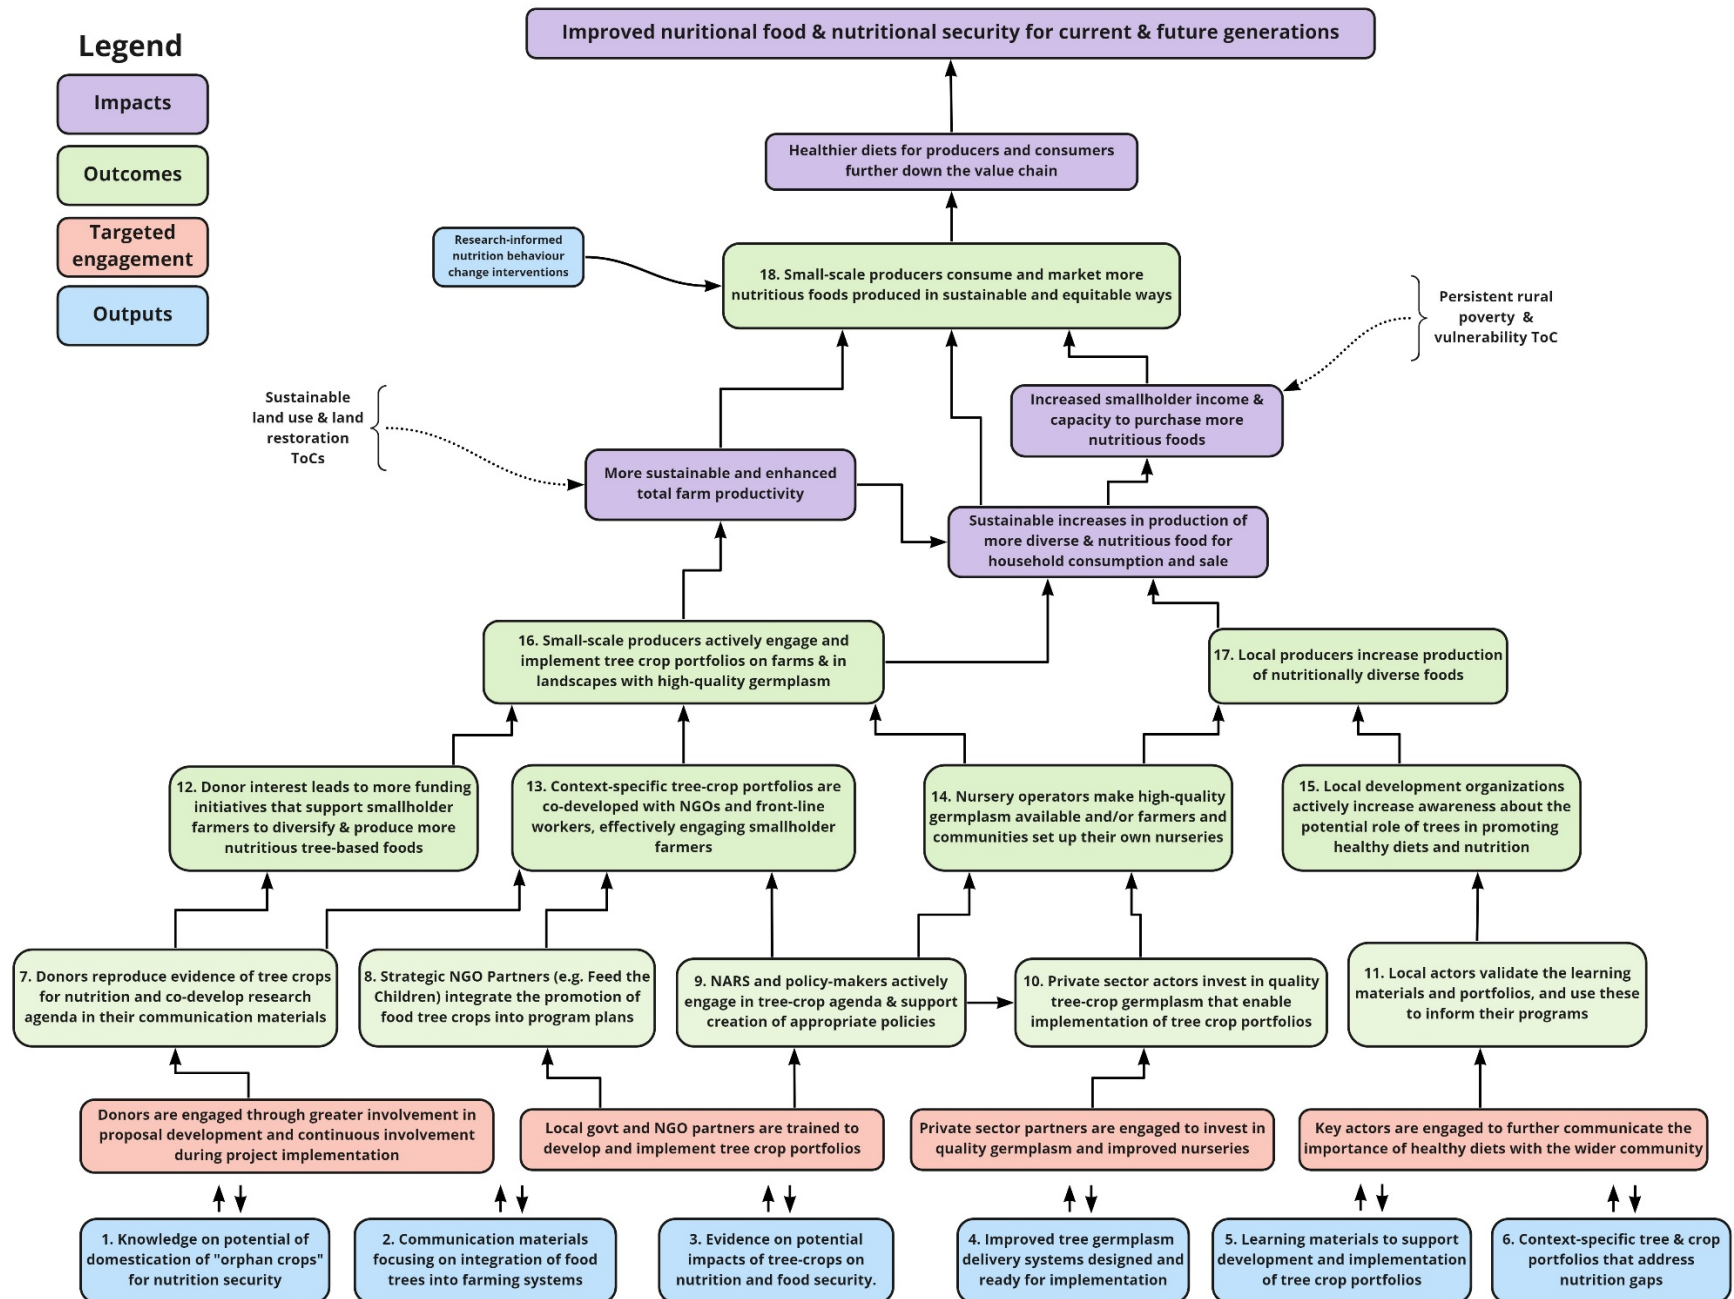 Improved nuritional food & nutritional security for current & future generations
Legend
Impacts
Outcomes
Targeted
engagement
Outputs
Healthier diets for producers and consumers
further down the value chain
Research-informed
nutrition behaviour
change interventions
18. Small-scale producers consume and market more
nutritious foods produced in sustainable and equitable ways
Persistent rural
poverty &
vulnerability ToC
Sustainable
land use & land
restoration
ToCs
Increased smallholder income &
capacity to purchase more
nutritious foods
More sustainable and enhanced
total farm productivity
Sustainable increases in production of
more diverse & nutritious food for
household consumption and sale
16. Small-scale producers actively engage and
implement tree crop portfolios on farms & in
landscapes with high-quality germplasm
17. Local producers increase production
of nutritionally diverse foods
12. Donor interest leads to more funding
initiatives that support smallholder
farmers to diversify & produce more
nutritious tree-based foods
13. Context-specific tree-crop portfolios are
co-developed with NGOs and front-line
workers, effectively engaging smallholder
farmers
14. Nursery operators make high-quality
germplasm available and/or farmers and
communities set up their own nurseries
15. Local development organizations
actively increase awareness about the
potential role of trees in promoting
healthy diets and nutrition
7. Donors reproduce evidence of tree crops
for nutrition and co-develop research
agenda in their communication materials
8. Strategic NGO Partners (e.g. Feed the
Children) integrate the promotion of
food tree crops into program plans
9. NARS and policy-makers actively
engage in tree-crop agenda & support
creation of appropriate policies
10. Private sector actors invest in quality
tree-crop germplasm that enable
implementation of tree crop portfolios
11. Local actors validate the learning
materials and portfolios, and use these
to inform their programs
Donors are engaged through greater involvement in
proposal development and continuous involvement
during project implementation
Local govt and NGO partners are trained to
develop and implement tree crop portfolios
Private sector partners are engaged to invest in
quality germplasm and improved nurseries
Key actors are engaged to further communicate the
importance of healthy diets with the wider community
1. Knowledge on potential of
domestication of "orphan crops"
for nutrition security
2. Communication materials
focusing on integration of food
trees into farming systems
3. Evidence on potential
impacts of tree-crops on
nutrition and food security.
4. Improved tree germplasm
delivery systems designed and
ready for implementation
5. Learning materials to support
development and implementation
of tree crop portfolios
6. Context-specific tree & crop
portfolios that address
nutrition gaps